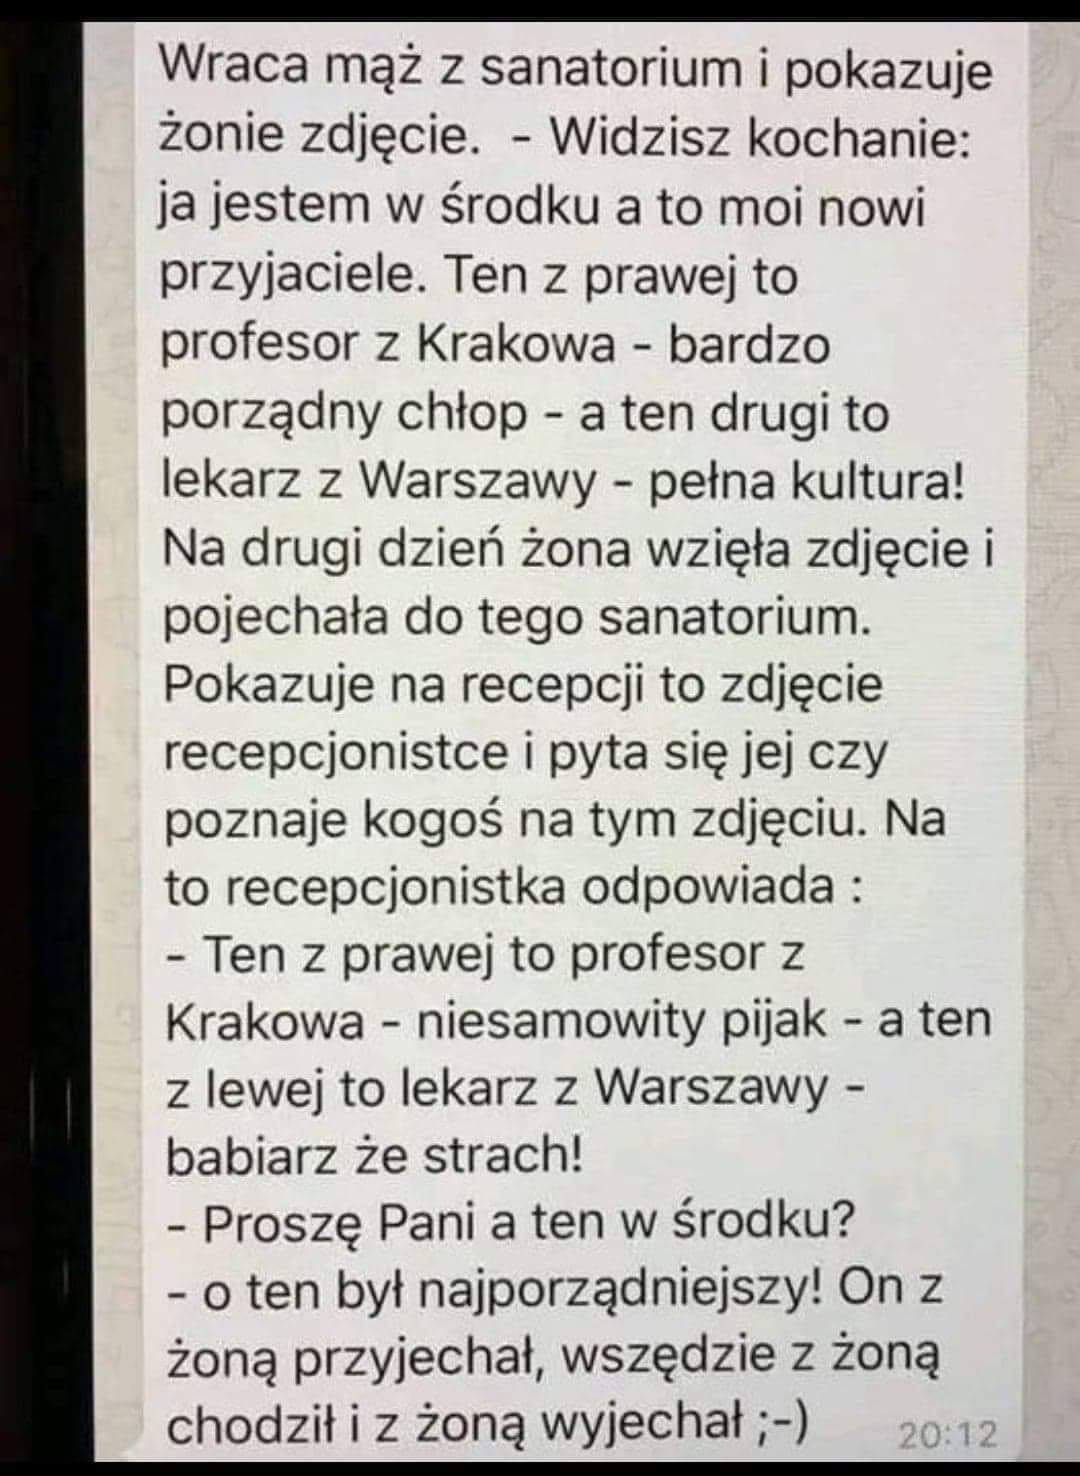 Wraca mąż z sanatorium i pokazuje
żonie zdjęcie.  - Widzisz kochanie:
ja jestem w środku a to moi nowi
przyjaciele. Ten z prawej to
profesor z Krakowa - bardzo
porządny chłop - a ten drugi to
lekarz z Warszawy - pełna kultura!
Na drugi dzień żona wzięła zdjęcie i
pojechała do tego sanatorium.
Pokazuje na recepcji to zdjęcie
recepcjonistce i pyta się jej czy
poznaje kogoś na tym zdjęciu. Na
to recepcjonistka odpowiada :
- Ten z prawej to profesor z
Krakowa - niesamowity pijak - a ten
z lewej to lekarz z Warszawy -
babiarz że strach!
- Proszę Pani a ten w środku?
- o ten był najporządniejszy! On z
żoną przyjechał, wszędzie z żoną
chodził i z żoną wyjechał ;-)
20:12